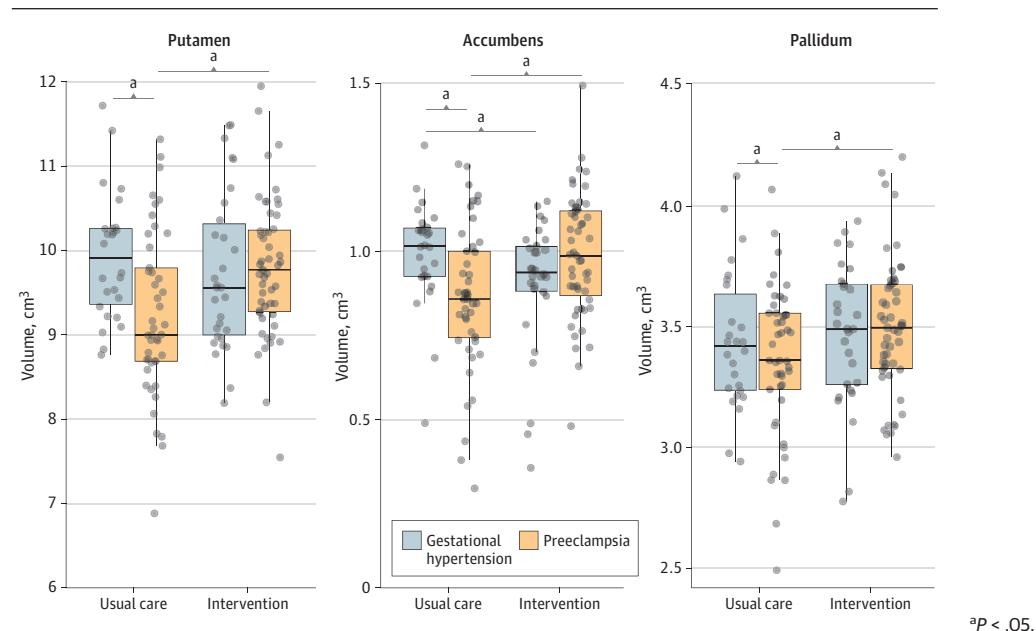 Putamen
Accumbens
Pallidum
a
a
a
a
a
a
a
12
11
10
9
8
7
6
Volume, cm³
1.5
1.0
0.5
0
Volume, cm³
4.5
4.0
3.5
3.0
2.5
Volume, cm³
Gestational
hypertension
Preeclampsia
Usual care
Intervention
Usual care
Intervention
Usual care
Intervention
ᵃP < .05.